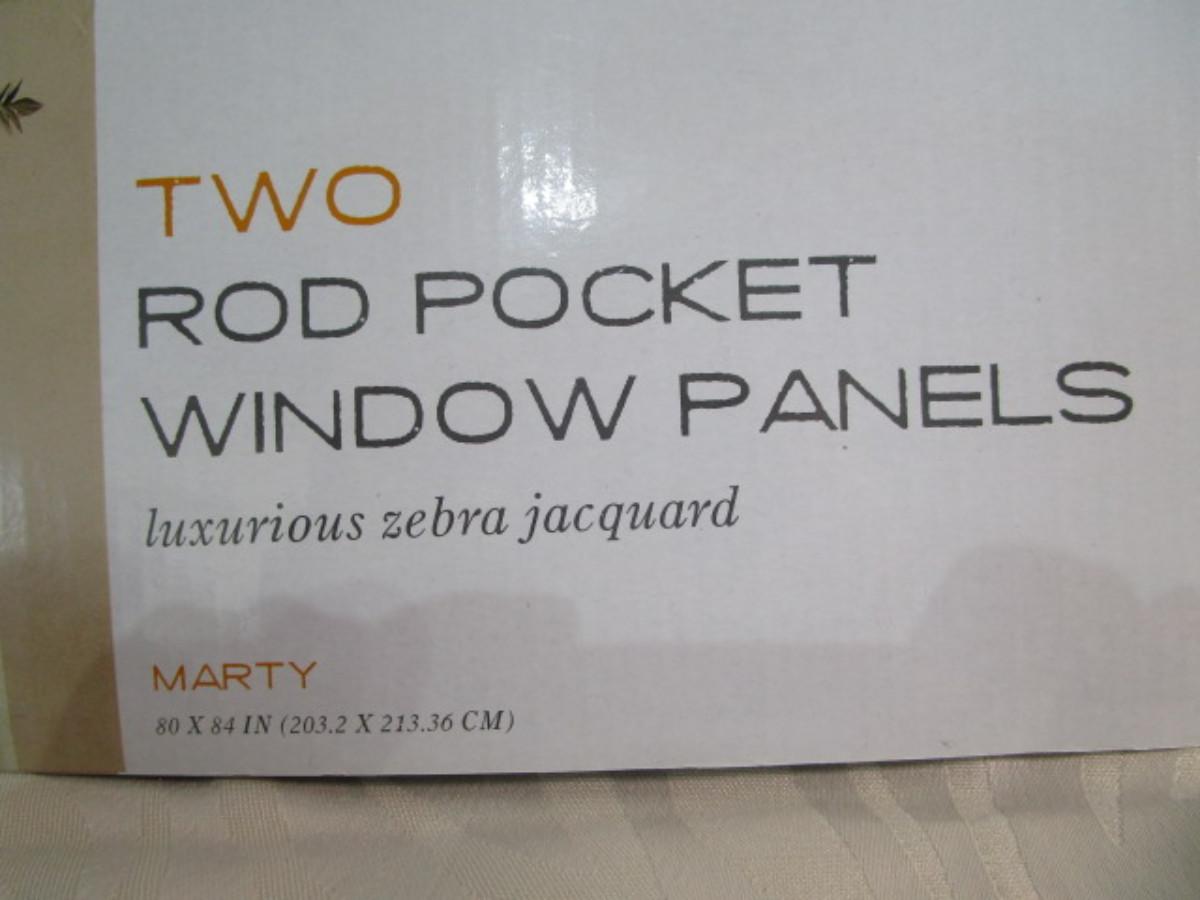 TWO
ROD POCKET
WINDOW PANELS
luxurious zebra jacquard
MARTY
80 X 84 IN (203.2 X 213.36 CM)